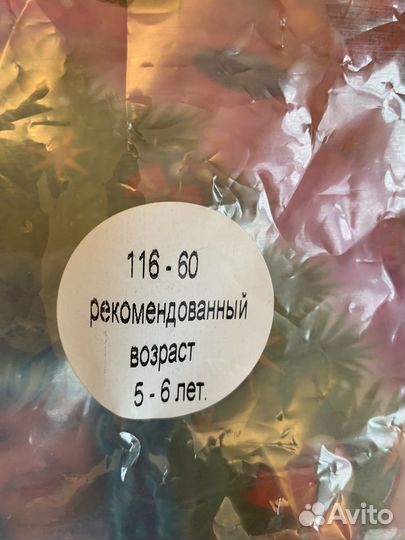 116 - 60
рекомендованный
возраст
5 - 6 лет.
Avito